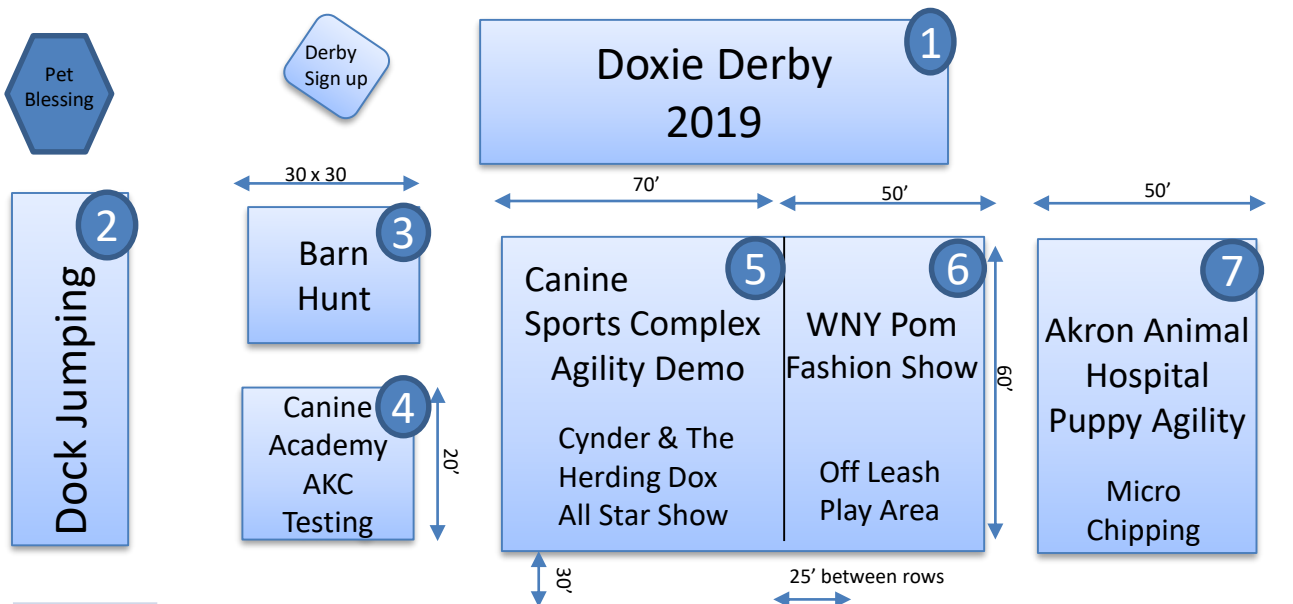 Pet
Blessing
Derby
Sign up
Doxie Derby
2019
1
2
Dock Jumping
30 x 30
3
Barn
Hunt
4
Canine
Academy
AKC
Testing
20’
70’
50’
50’
5
Canine
Sports Complex
Agility Demo
Cynder & The
Herding Dox
All Star Show
6
WNY Pom
Fashion Show
Off Leash
Play Area
60’
7
Akron Animal
Hospital
Puppy Agility
Micro
Chipping
30’
25’ between rows